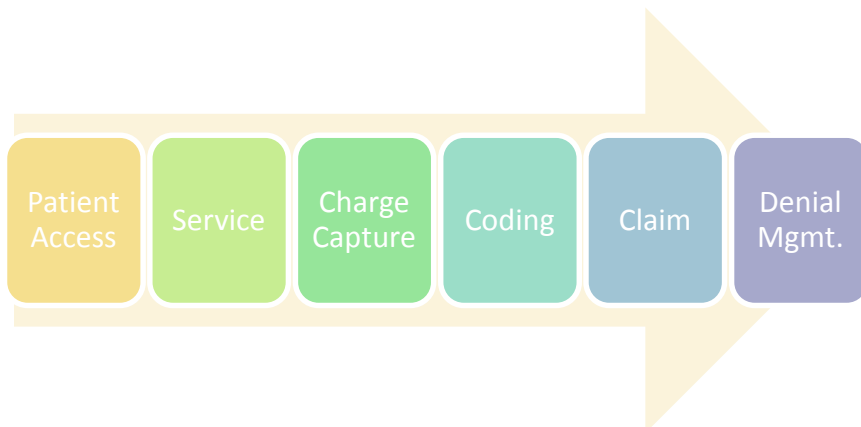 Patient
Access
Service
Charge
Capture
Coding
Claim
Denial
Mgmt.